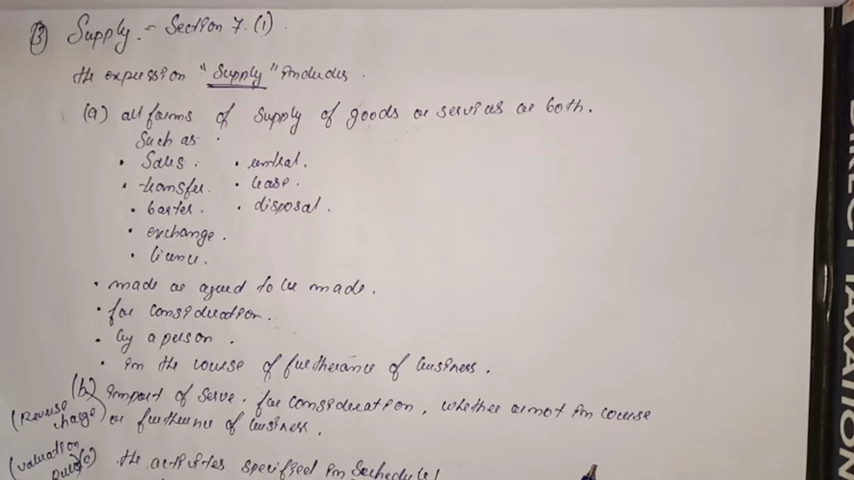 (3) Supply :- Section 7.(1).
the expression "Supply" includes.
(a) all forms of supply of goods or services or both.
Such as
• Sales. • rental.
• transfer. • lease.
• barter. • disposal.
• exchange.
• licence.
• made or agreed to be made.
• for consideration.
• by a person.
• in the course of furtherance of business.
(b) import of serve. for consideration, whether or not in course
(Reverse charge) or furthernce of business.
(valuation
(c) the activities specified in Schedule I
DIRECT TAXATION